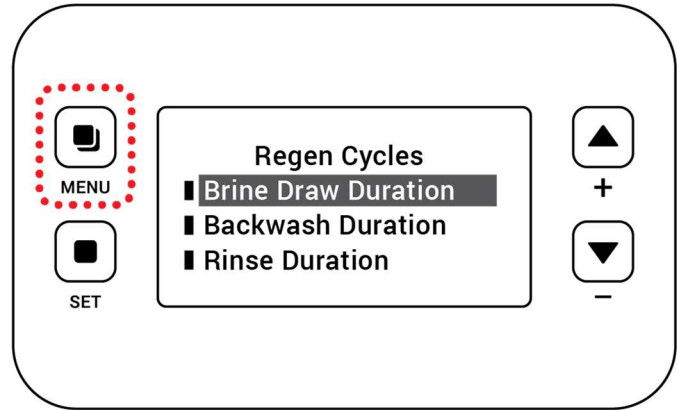 Regen Cycles
Brine Draw Duration
Backwash Duration
Rinse Duration
MENU
SET
+
−